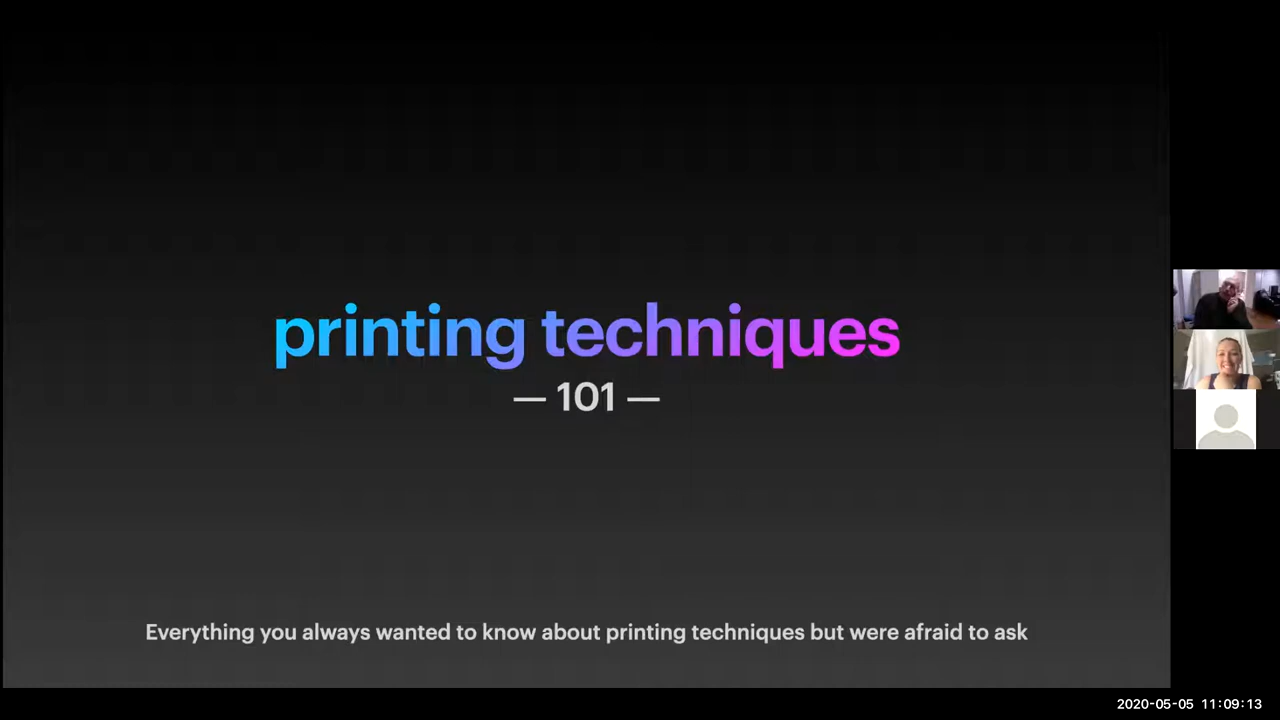 printing techniques
— 101 —
Everything you always wanted to know about printing techniques but were afraid to ask
2020-05-05 11:09:13